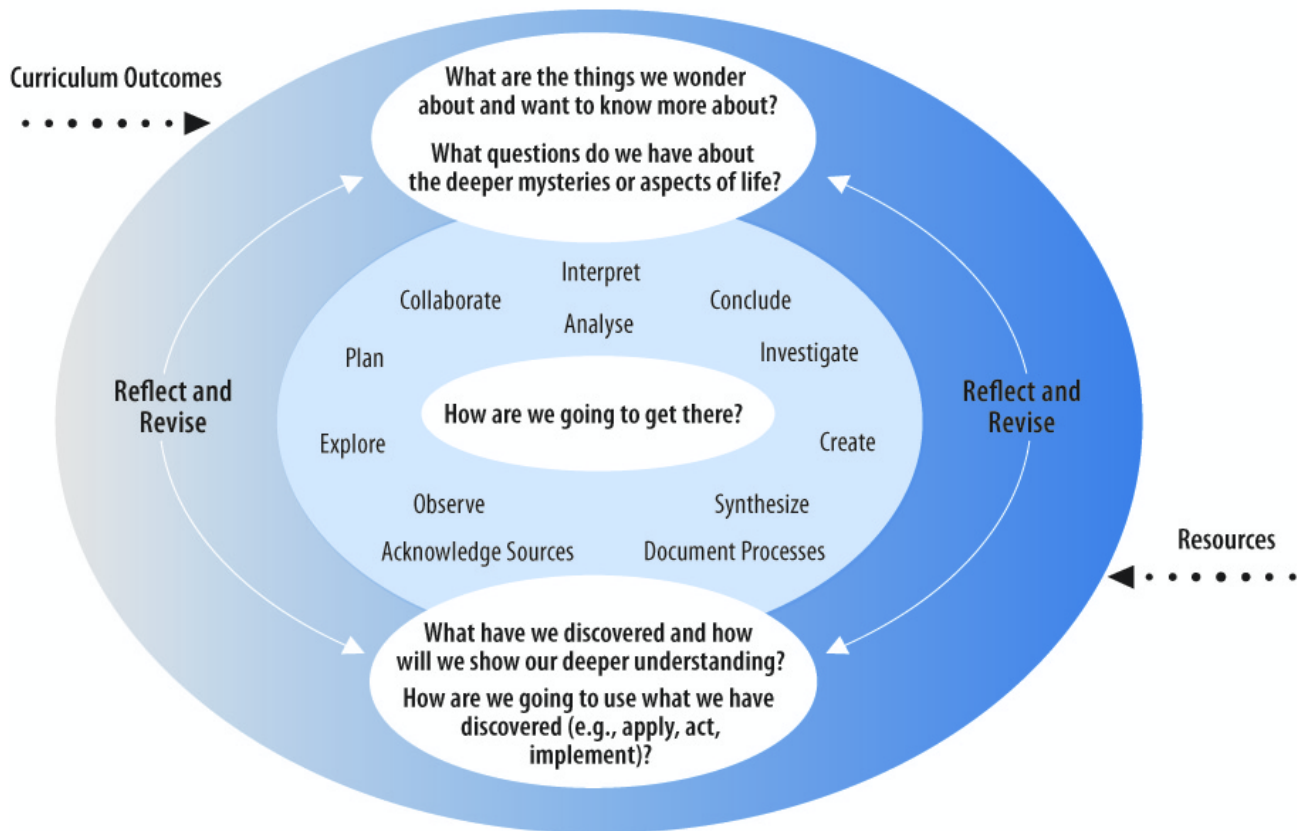 Curriculum Outcomes
What are the things we wonder
about and want to know more about?
What questions do we have about
the deeper mysteries or aspects of life?
Interpret
Collaborate
Conclude
Analyse
Plan
Investigate
Reflect and
Revise
How are we going to get there?
Reflect and
Revise
Explore
Create
Observe
Synthesize
Acknowledge Sources
Document Processes
Resources
What have we discovered and how
will we show our deeper understanding?
How are we going to use what we have
discovered (e.g., apply, act,
implement)?